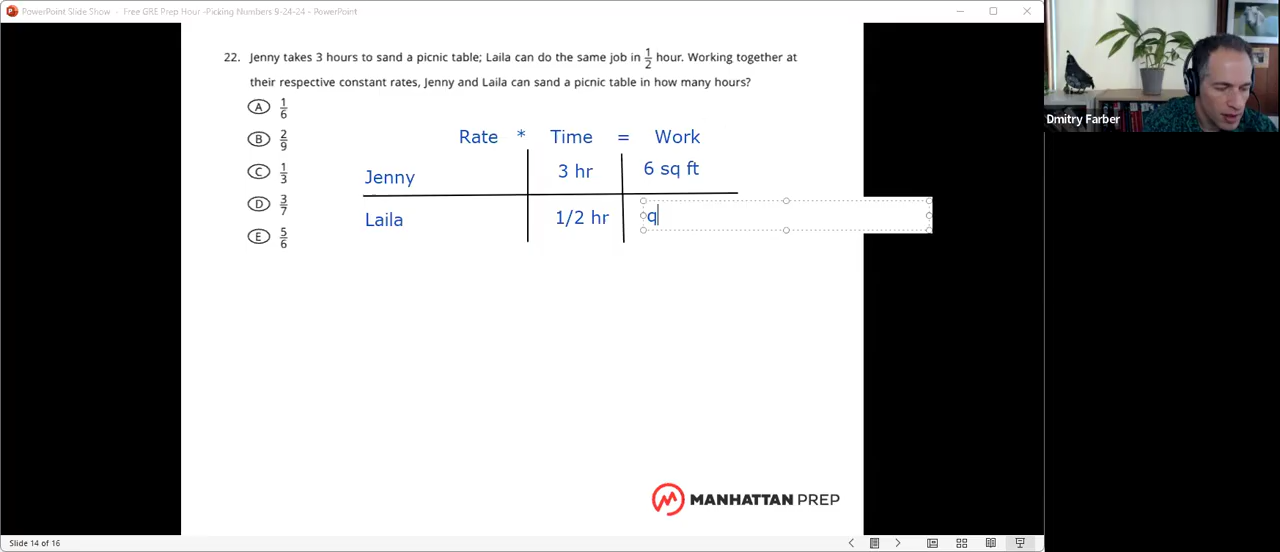 PowerPoint Slide Show - Free GRE Prep Hour -Picking Numbers 9-24-24 - PowerPoint
22. Jenny takes 3 hours to sand a picnic table; Laila can do the same job in 1/2 hour. Working together at
their respective constant rates, Jenny and Laila can sand a picnic table in how many hours?
A 1/6
B 2/9
C 1/3
D 3/7
E 5/6
Rate * Time = Work
Jenny 3 hr 6 sq ft
Laila 1/2 hr q
Dmitry Farber
MANHATTAN PREP
Slide 14 of 16